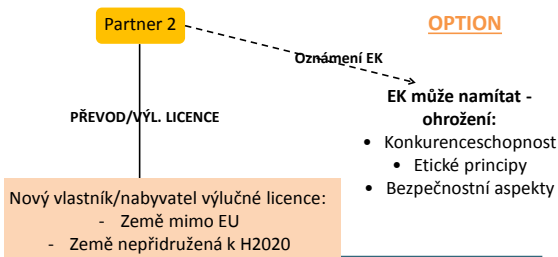 Partner 2
OPTION
Oznámení EK
EK může namítat -
ohrožení:
• Konkurenceschopnost
• Etické principy
• Bezpečnostní aspekty
PŘEVOD/VÝL. LICENCE
Nový vlastník/nabyvatel výlučné licence:
- Země mimo EU
- Země nepřidružená k H2020